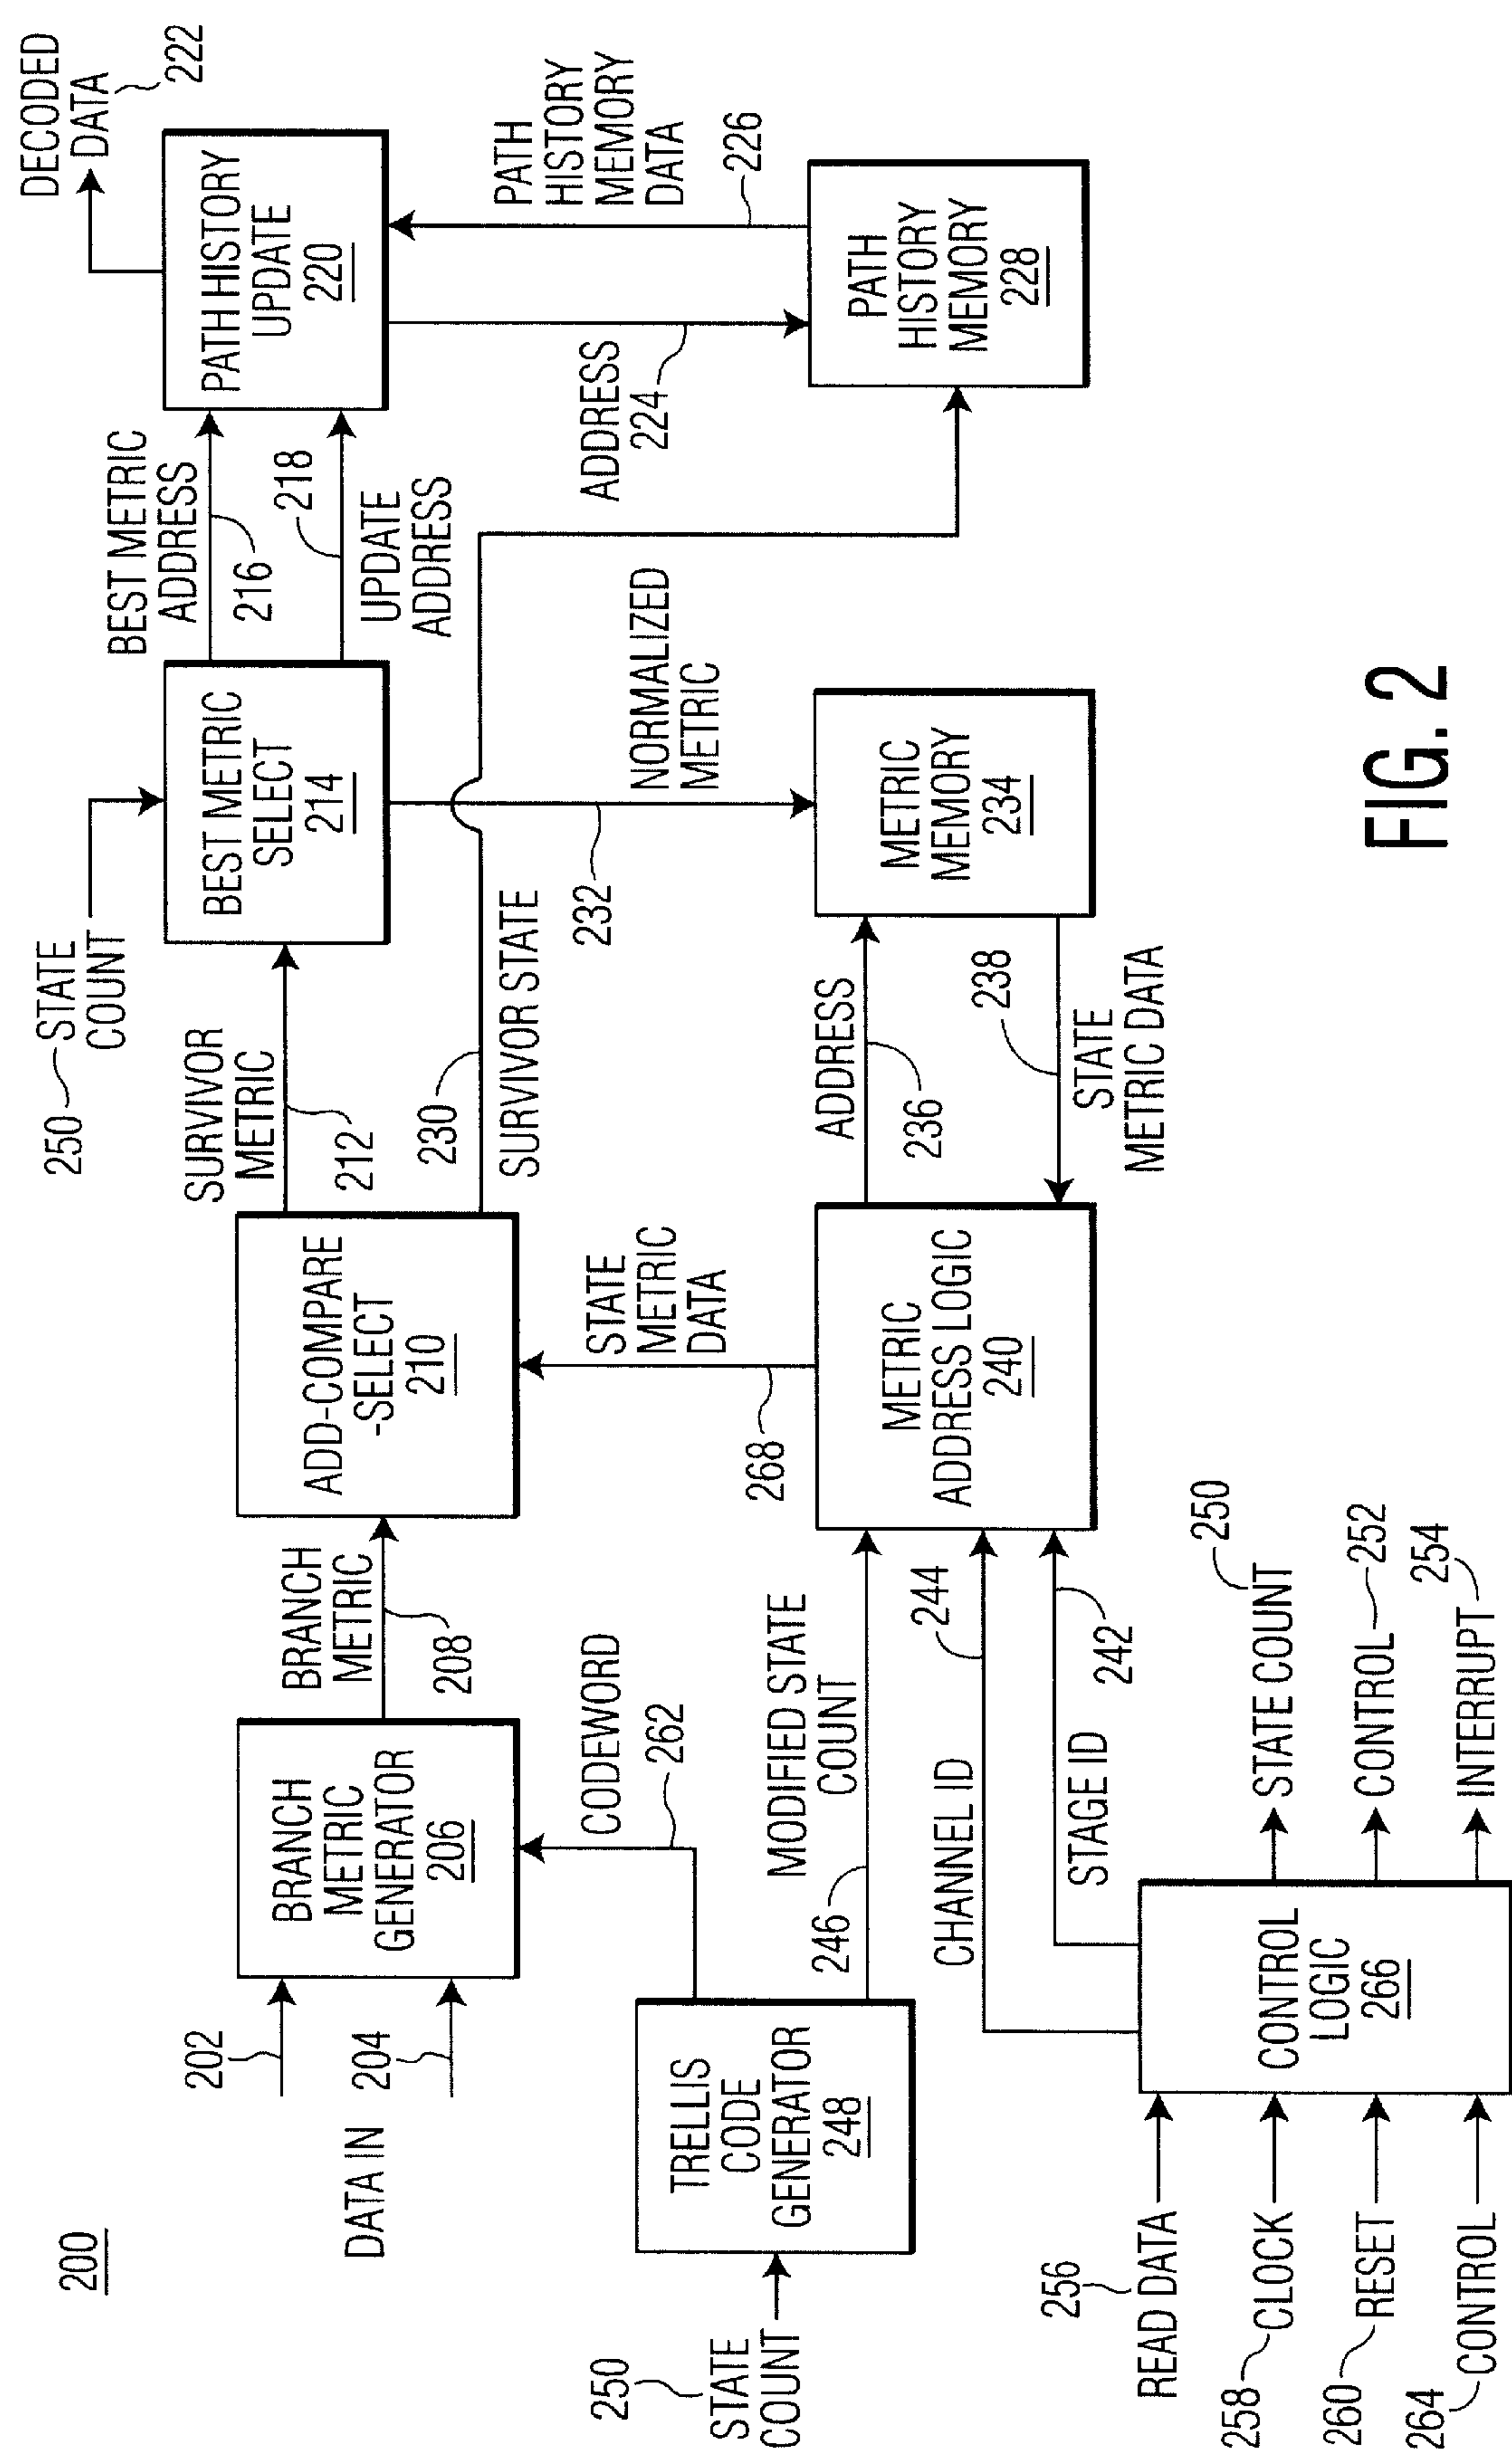 200
250
STATE
COUNT
DECODED
DATA
222
BEST METRIC
ADDRESS
216
218
UPDATE
ADDRESS
SURVIVOR
METRIC
212
BEST METRIC
SELECT
214
PATH HISTORY
UPDATE
220
202
204
DATA IN
BRANCH
METRIC
GENERATOR
206
BRANCH
METRIC
208
ADD-COMPARE
-SELECT
210
230
SURVIVOR STATE
PATH
HISTORY
MEMORY
DATA
226
ADDRESS
224
CODEWORD
262
STATE
METRIC
DATA
268
232
NORMALIZED
METRIC
250
STATE
COUNT
TRELLIS
CODE
GENERATOR
248
MODIFIED STATE
COUNT
246
CHANNEL ID
244
STAGE ID
242
METRIC
ADDRESS LOGIC
240
ADDRESS
236
238
STATE
METRIC DATA
METRIC
MEMORY
234
PATH
HISTORY
MEMORY
228
256
READ DATA
258
CLOCK
260
RESET
264
CONTROL
CONTROL
LOGIC
266
STATE COUNT
250
CONTROL
252
INTERRUPT
254
FIG. 2